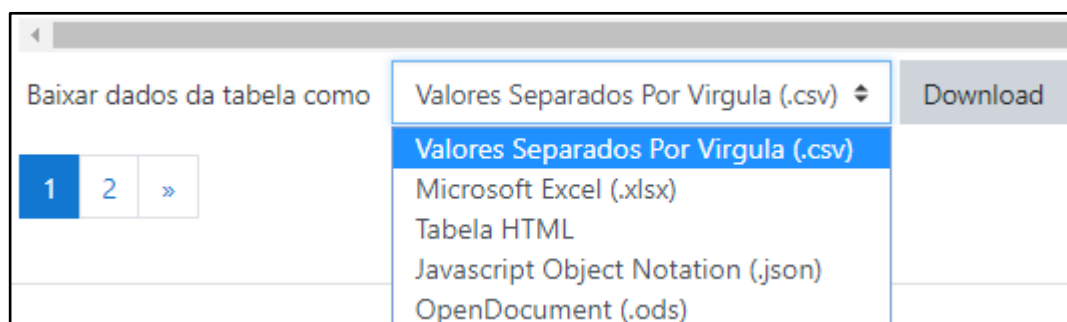 Baixar dados da tabela como Valores Separados Por Virgula (.csv) Download
Valores Separados Por Virgula (.csv)
1 2 »
Microsoft Excel (.xlsx)
Tabela HTML
Javascript Object Notation (.json)
OpenDocument (.ods)